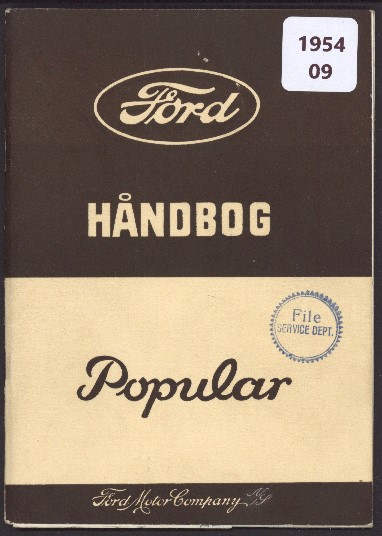 1954
09
Ford
HÅNDBOG
File
SERVICE DEPT.
Popular
Ford Motor Company A/S